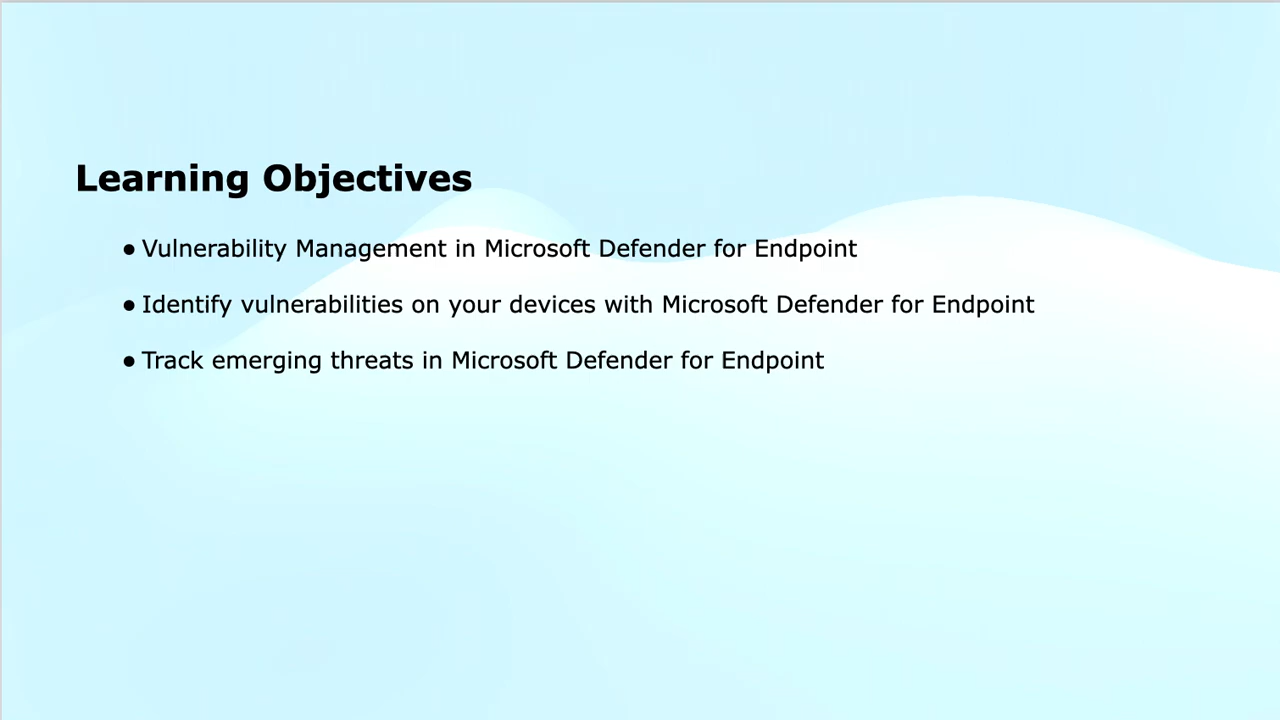 Learning Objectives
● Vulnerability Management in Microsoft Defender for Endpoint
● Identify vulnerabilities on your devices with Microsoft Defender for Endpoint
● Track emerging threats in Microsoft Defender for Endpoint